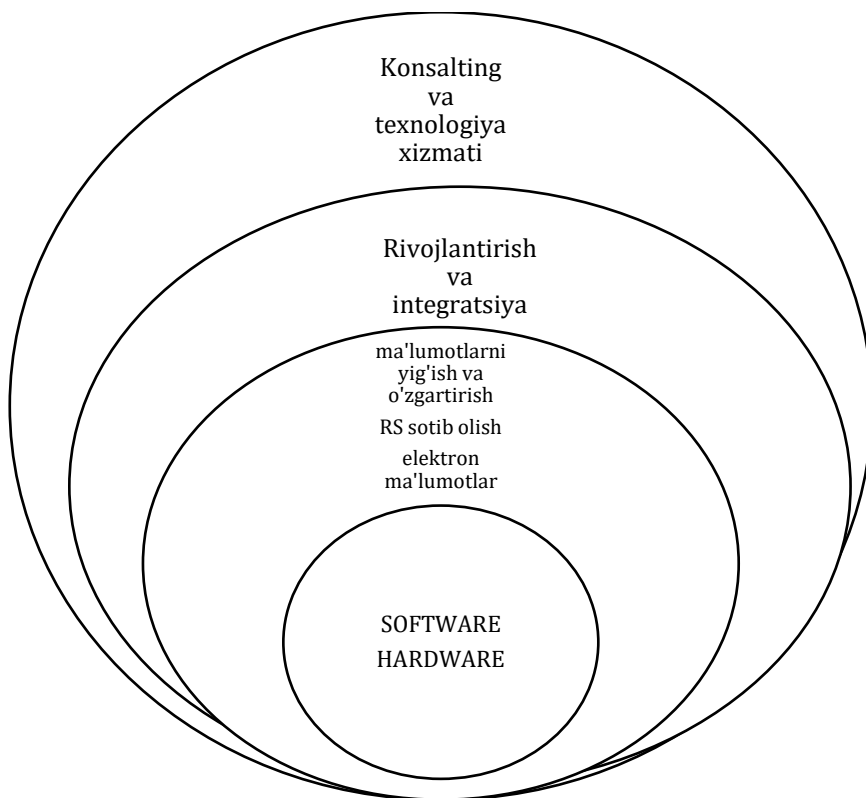 Konsalting
va
texnologiya
xizmati
Rivojlantirish
va
integratsiya
ma'lumotlarni
yig'ish va
o'zgartirish
RS sotib olish
elektron
ma'lumotlar
SOFTWARE
HARDWARE